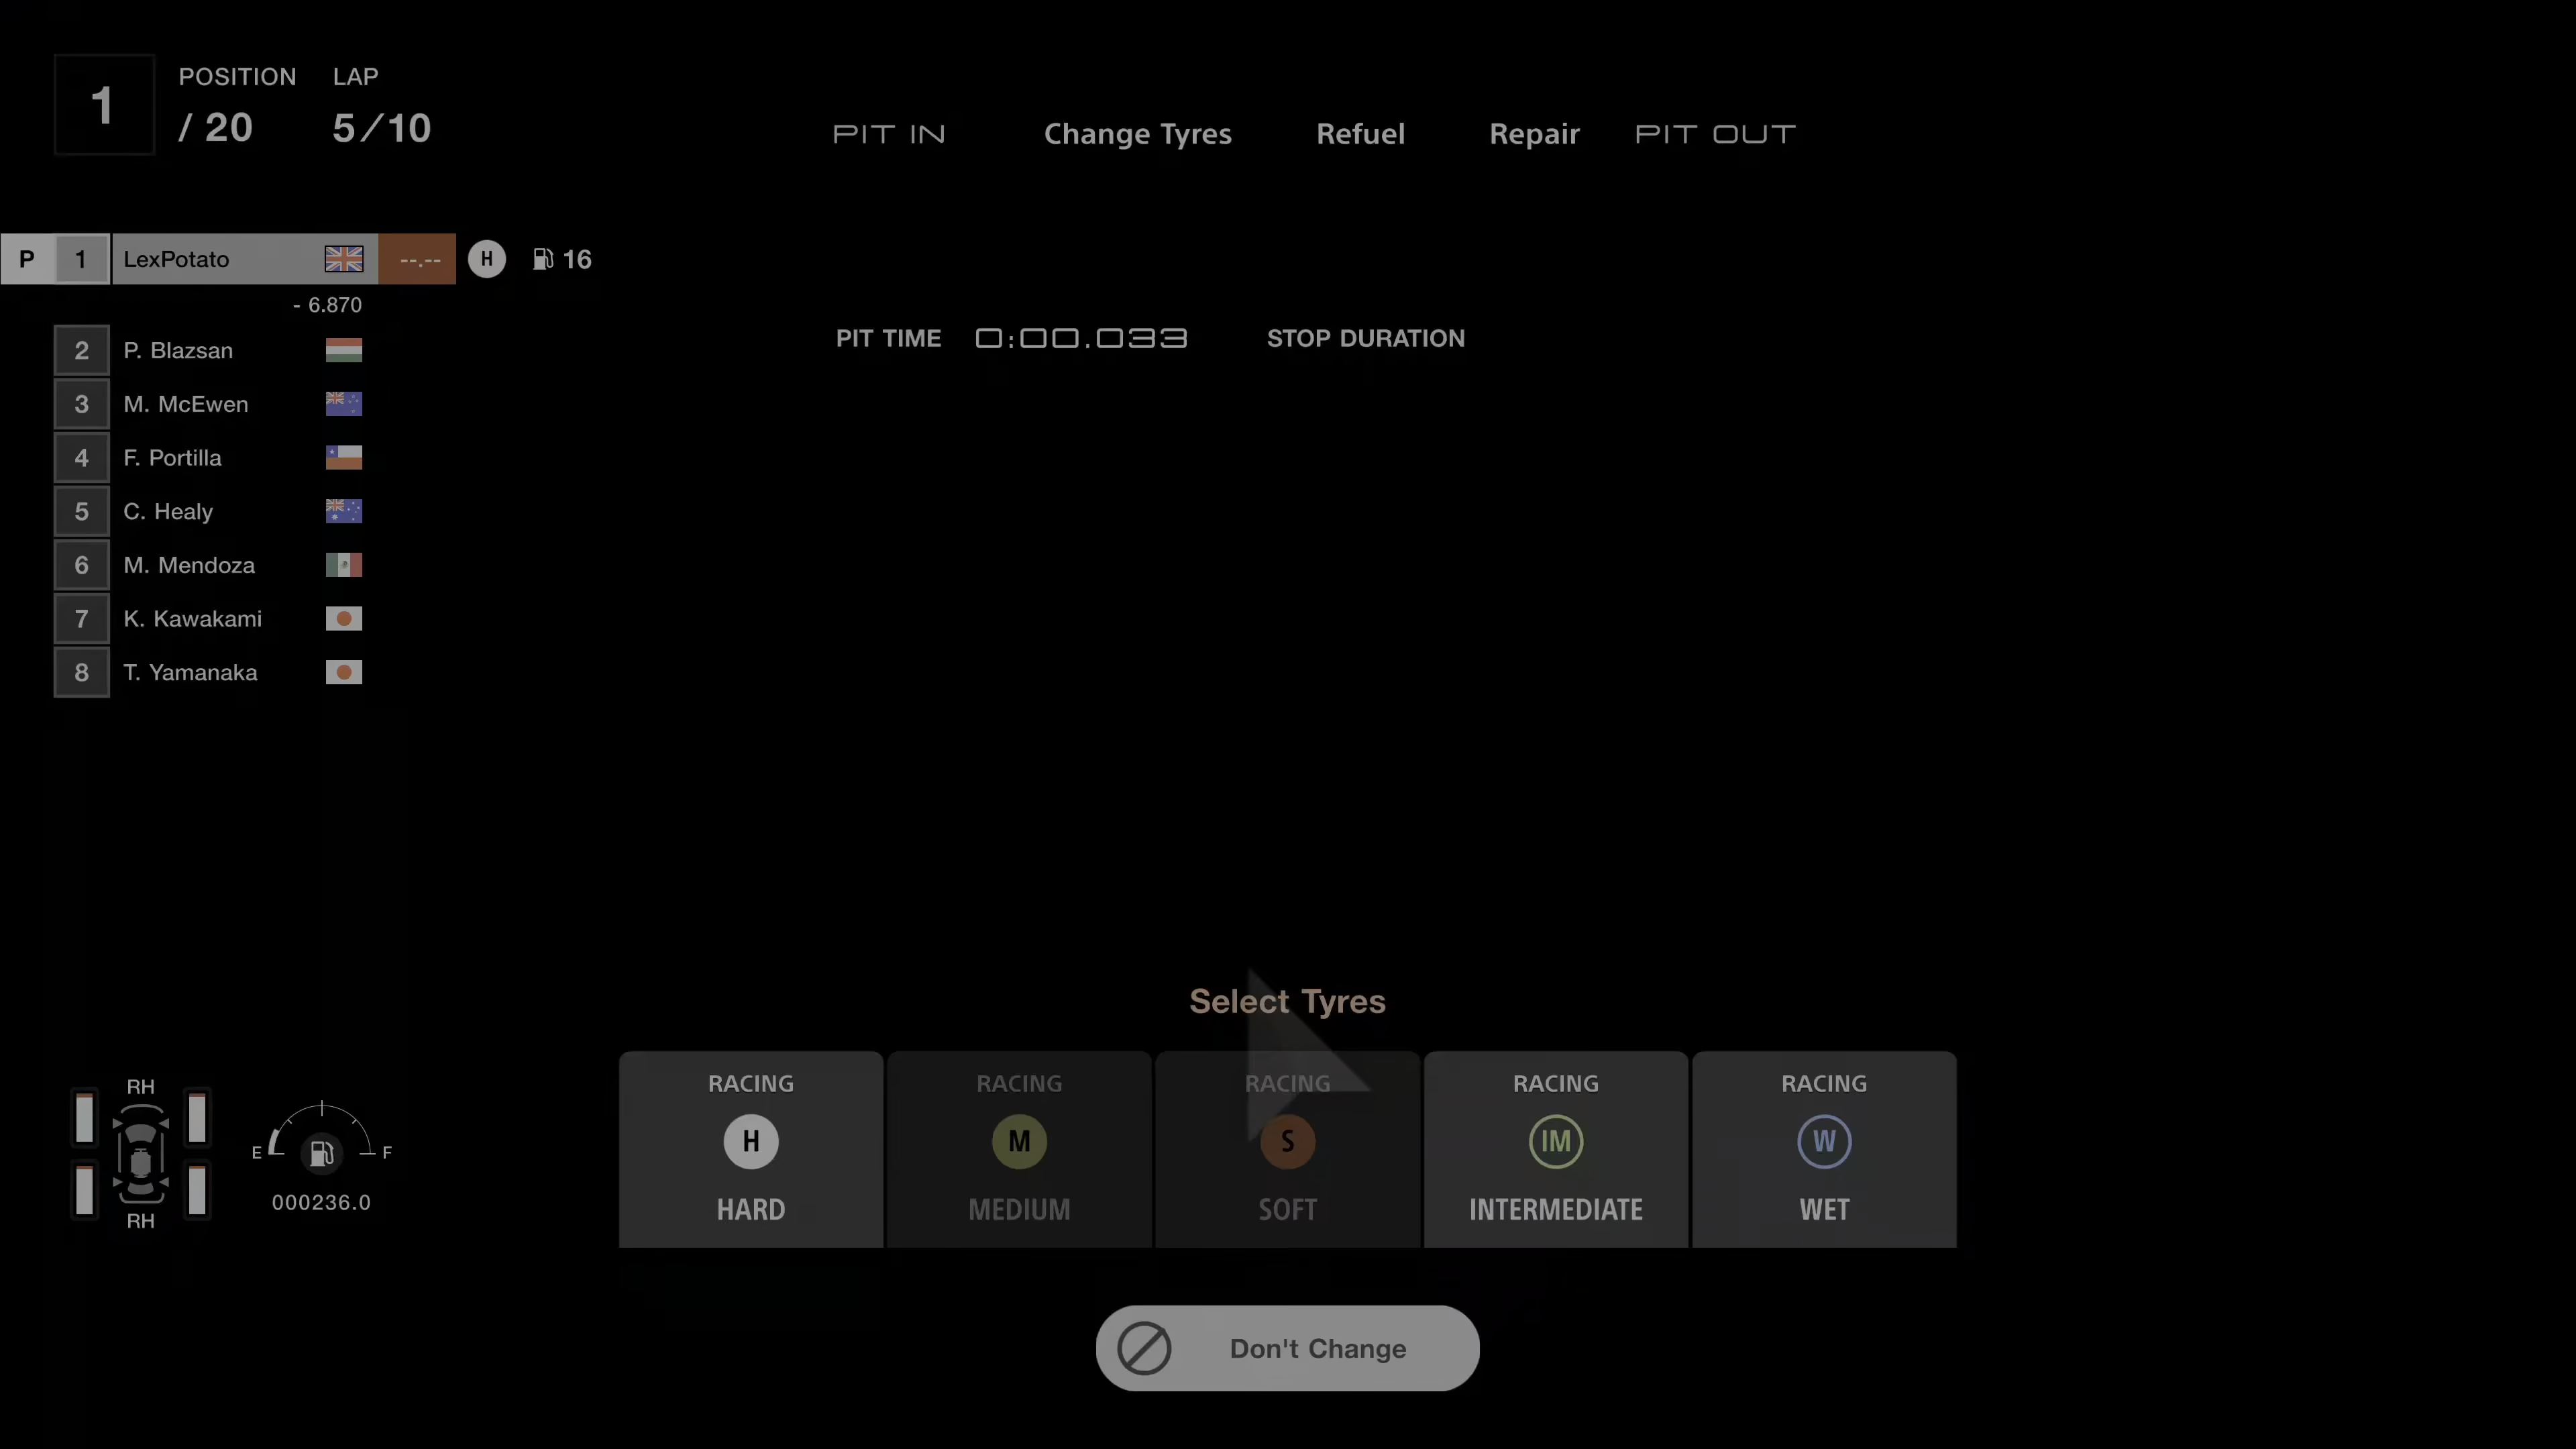 1
POSITION LAP
/ 20 5/10
PIT IN Change Tyres Refuel Repair PIT OUT
P 1 LexPotato --.-- H 16
- 6.870
PIT TIME 0:00.033 STOP DURATION
2 P. Blazsan
3 M. McEwen
4 F. Portilla
5 C. Healy
6 M. Mendoza
7 K. Kawakami
8 T. Yamanaka
Select Tyres
RACING H HARD
RACING M MEDIUM
RACING S SOFT
RACING IM INTERMEDIATE
RACING W WET
RH
RH
E F
000236.0
Don't Change